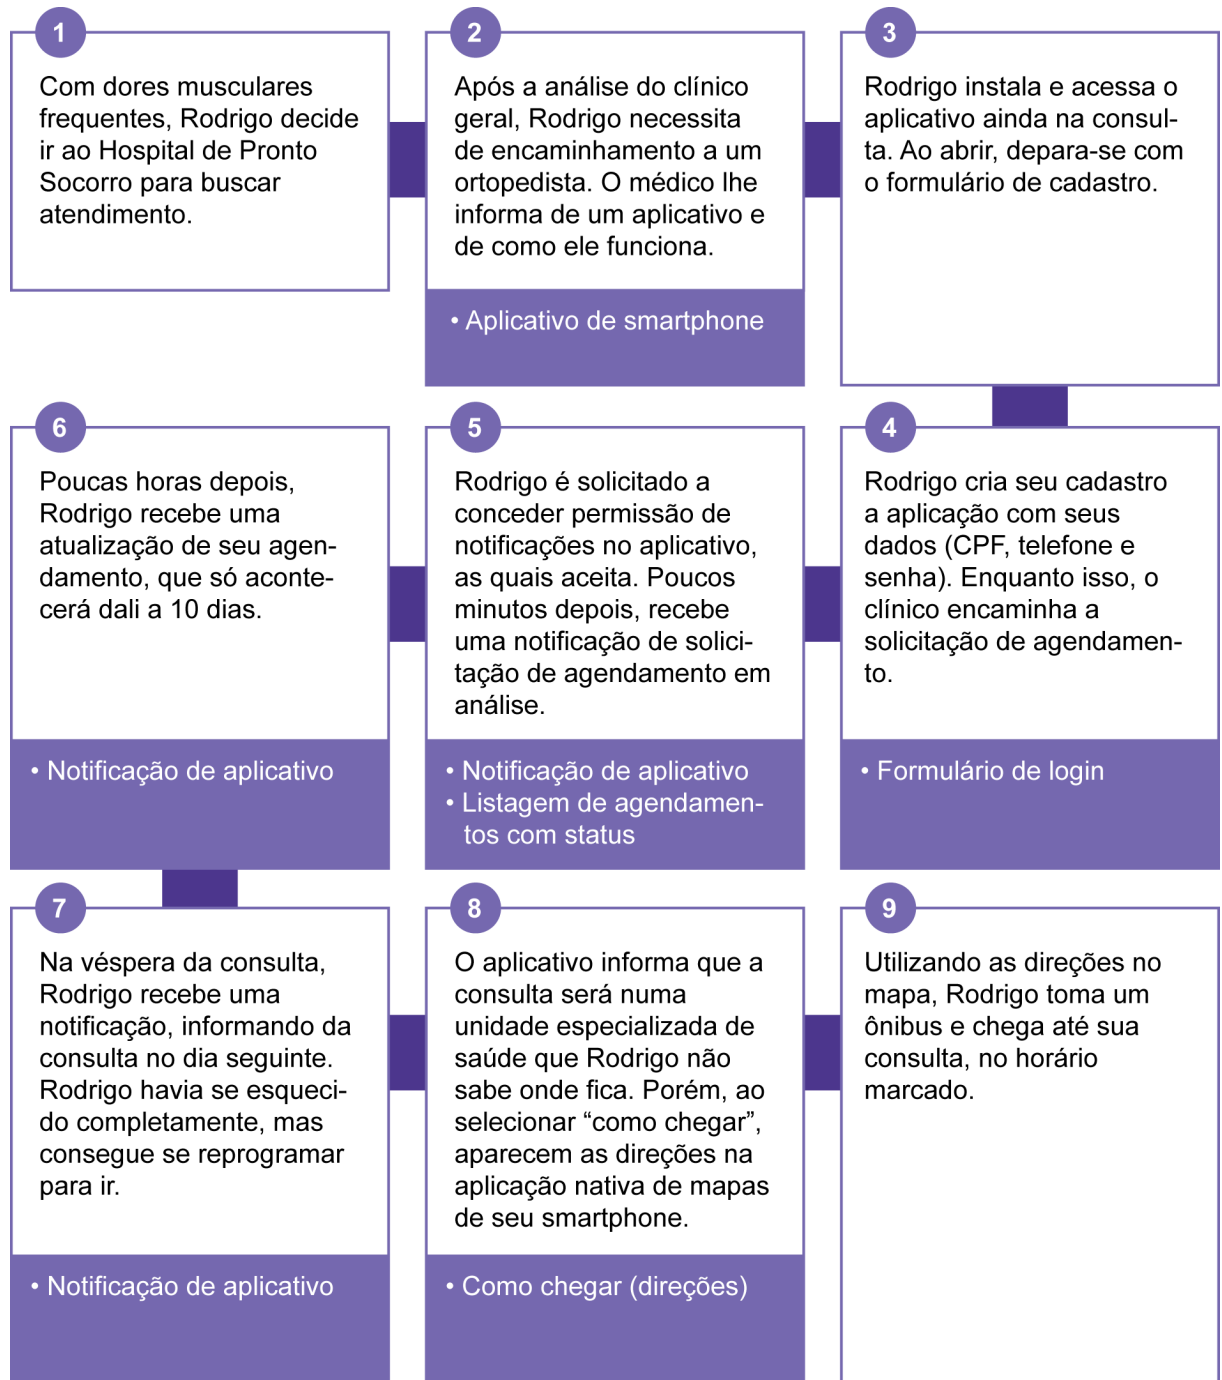 1
Com dores musculares
frequentes, Rodrigo decide
ir ao Hospital de Pronto
Socorro para buscar
atendimento.
2
Após a análise do clínico
geral, Rodrigo necessita
de encaminhamento a um
ortopedista. O médico lhe
informa de um aplicativo e
de como ele funciona.
• Aplicativo de smartphone
3
Rodrigo instala e acessa o
aplicativo ainda na consul-
ta. Ao abrir, depara-se com
o formulário de cadastro.
4
Rodrigo cria seu cadastro
a aplicação com seus
dados (CPF, telefone e
senha). Enquanto isso, o
clínico encaminha a
solicitação de agendamen-
to.
• Formulário de login
5
Rodrigo é solicitado a
conceder permissão de
notificações no aplicativo,
as quais aceita. Poucos
minutos depois, recebe
uma notificação de solici-
tação de agendamento em
análise.
• Notificação de aplicativo
• Listagem de agendamen-
tos com status
6
Poucas horas depois,
Rodrigo recebe uma
atualização de seu agen-
damento, que só aconte-
cerá dali a 10 dias.
• Notificação de aplicativo
7
Na véspera da consulta,
Rodrigo recebe uma
notificação, informando da
consulta no dia seguinte.
Rodrigo havia se esqueci-
do completamente, mas
consegue se reprogramar
para ir.
• Notificação de aplicativo
8
O aplicativo informa que a
consulta será numa
unidade especializada de
saúde que Rodrigo não
sabe onde fica. Porém, ao
selecionar “como chegar”,
aparecem as direções na
aplicação nativa de mapas
de seu smartphone.
• Como chegar (direções)
9
Utilizando as direções no
mapa, Rodrigo toma um
ônibus e chega até sua
consulta, no horário
marcado.